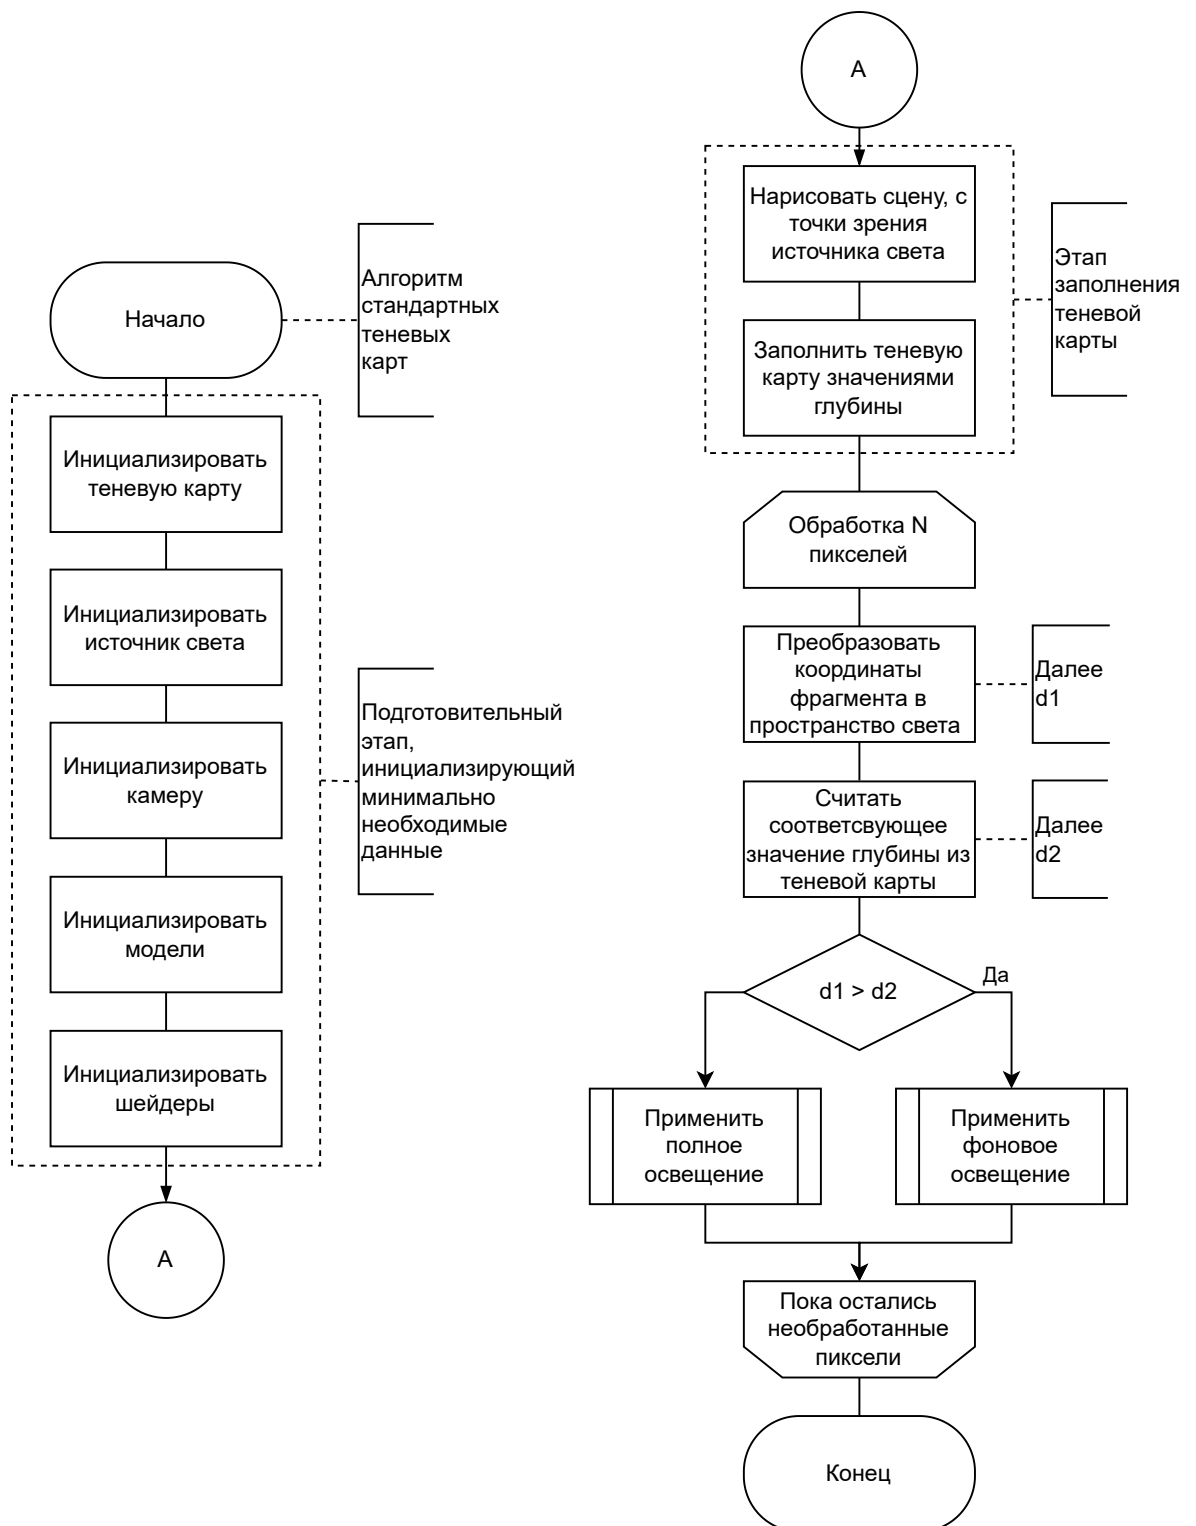 Начало
Алгоритм
стандартных
теневых
карт
Инициализировать
теневую карту
Инициализировать
источник света
Инициализировать
камеру
Инициализировать
модели
Инициализировать
шейдеры
Подготовительный
этап,
инициализирующий
минимально
необходимые
данные
А
А
Нарисовать сцену, с
точки зрения
источника света
Заполнить теневую
карту значениями
глубины
Этап
заполнения
теневой
карты
Обработка N
пикселей
Преобразовать
координаты
фрагмента в
пространство света
Далее
d1
Считать
соответсвующее
значение глубины из
теневой карты
Далее
d2
d1 > d2
Да
Применить
полное
освещение
Применить
фоновое
освещение
Пока остались
необработанные
пиксели
Конец